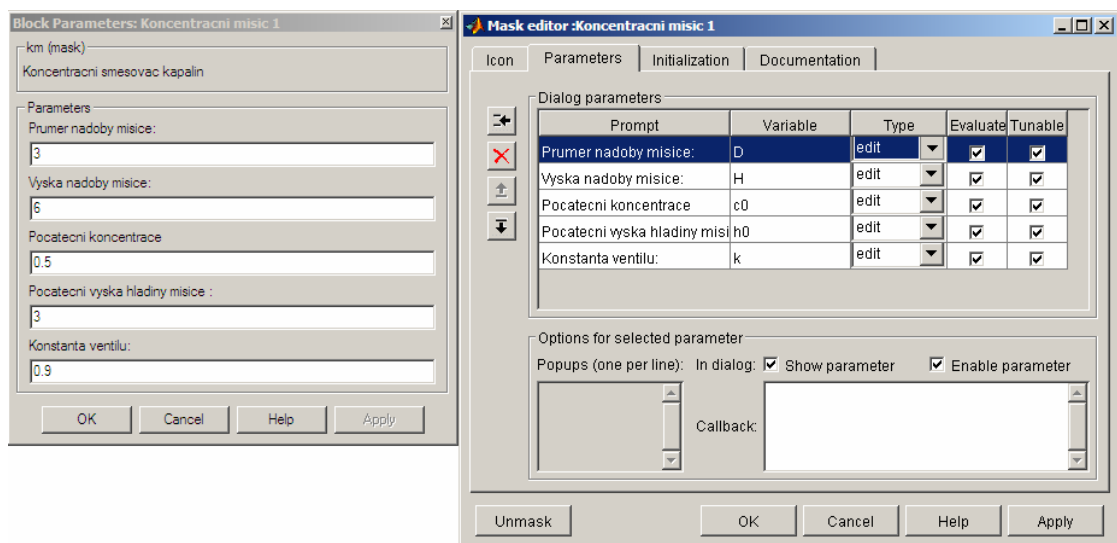 Block Parameters: Koncentracni misic 1
km (mask)
Koncentracni smesovac kapalin
Parameters
Prumer nadoby misice:
3
Vyska nadoby misice:
6
Pocatecni koncentrace
0.5
Pocatecni vyska hladiny misice :
3
Konstanta ventilu:
0.9
OK Cancel Help Apply
Mask editor :Koncentracni misic 1
Icon Parameters Initialization Documentation
Dialog parameters
Prompt Variable Type Evaluate Tunable
Prumer nadoby misice: D edit
Vyska nadoby misice: H edit
Pocatecni koncentrace c0 edit
Pocatecni vyska hladiny misi h0 edit
Konstanta ventilu: k edit
Options for selected parameter
Popups (one per line): In dialog: Show parameter Enable parameter
Callback:
Unmask OK Cancel Help Apply